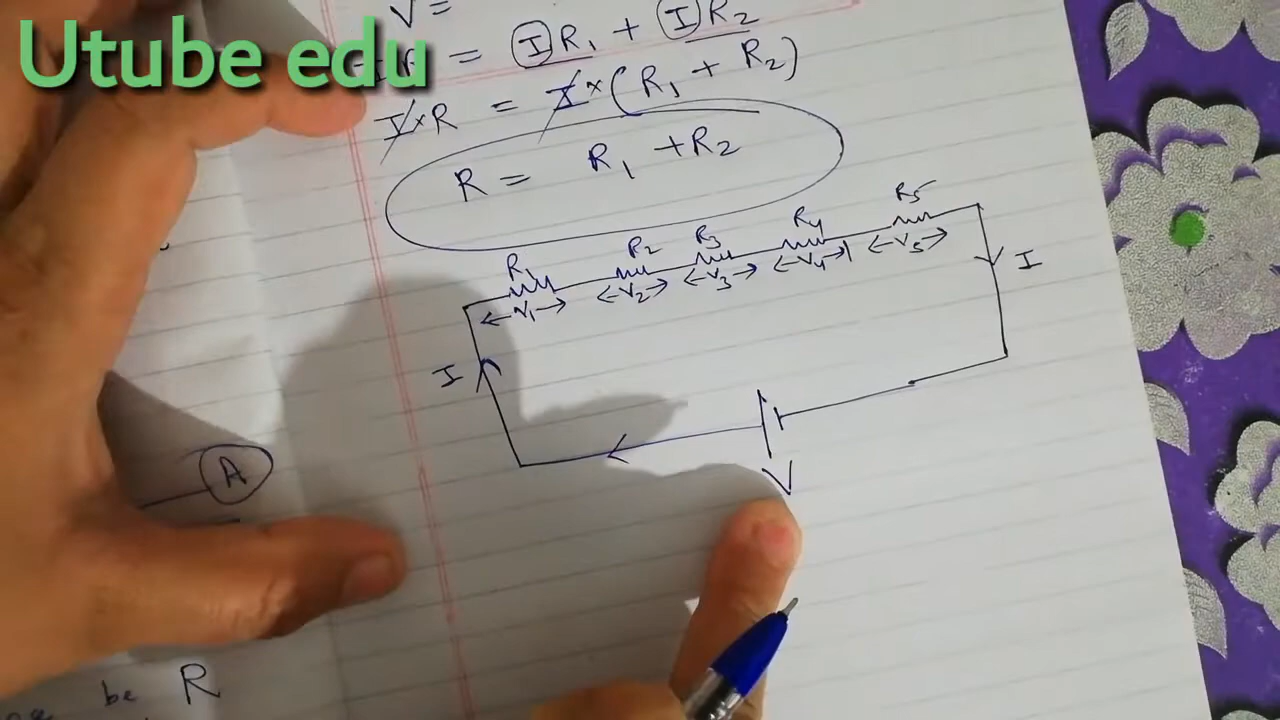 Utube edu
V =
IR = IR₁ + IR₂
I×R = I×(R₁ + R₂)
R = R₁ + R₂
R₁ R₂ R₃ R₄ R₅
V₁ V₂ V₃ V₄ V₅
I
I
V
A
be R